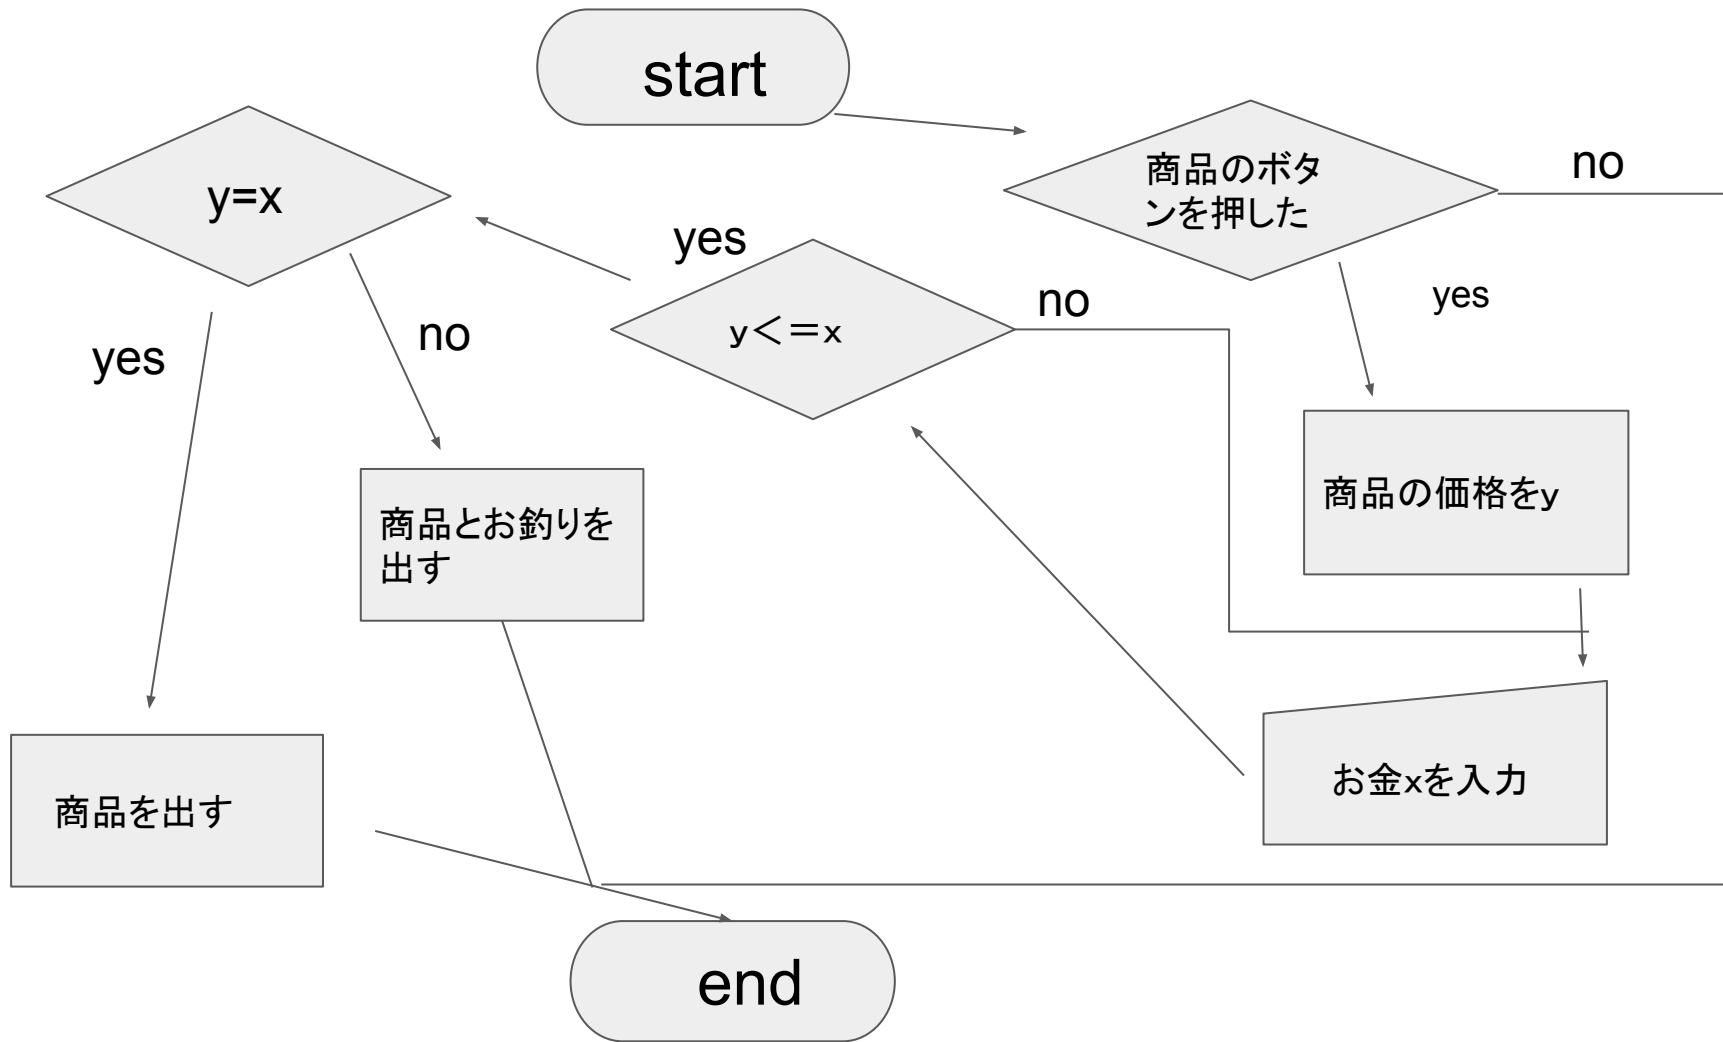 start
商品のボタ
ンを押した
no
yes
商品の価格をy
お金xを入力
y＜＝x
no
yes
y=x
no
商品とお釣りを
出す
yes
商品を出す
end